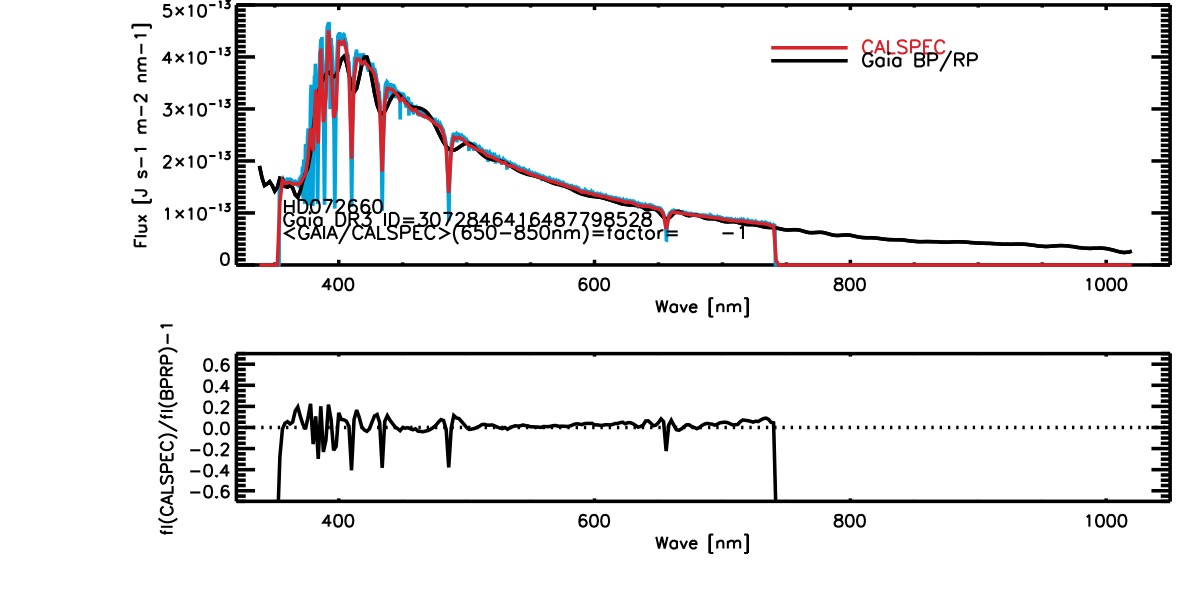 5×10−13
4×10−13
3×10−13
2×10−13
1×10−13
0
Flux [J s−1 m−2 nm−1]
CALSPEC
Gaia BP/RP
HD072660
Gaia DR3 ID=3072846416487798528
<GAIA/CALSPEC>(650−850nm)=factor= −1
400 600 800 1000
Wave [nm]
fl(CALSPEC)/fl(BPRP)−1
0.6
0.4
0.2
0.0
−0.2
−0.4
−0.6
400 600 800 1000
Wave [nm]